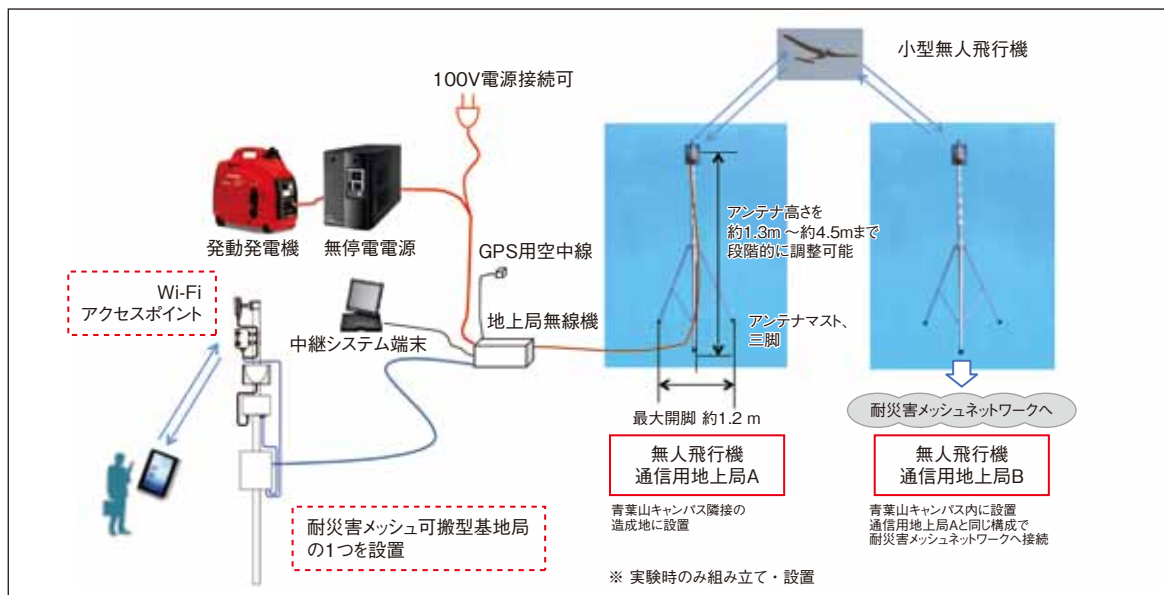 小型無人飛行機
100V電源接続可
発動発電機
無停電電源
GPS用空中線
アンテナ高さを
約1.3m ～約4.5mまで
段階的に調整可能
Wi-Fi
アクセスポイント
中継システム端末
地上局無線機
アンテナマスト、
三脚
最大開脚 約1.2 m
耐災害メッシュネットワークへ
無人飛行機
通信用地上局A
無人飛行機
通信用地上局B
青葉山キャンパス隣接の
造成地に設置
青葉山キャンパス内に設置
通信用地上局Aと同じ構成で
耐災害メッシュネットワークへ接続
耐災害メッシュ可搬型基地局
の1つを設置
※ 実験時のみ組み立て・設置